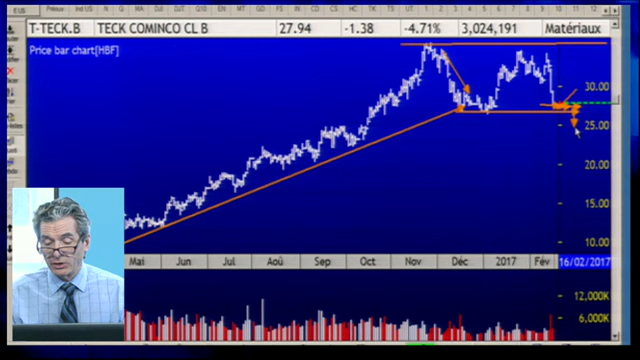 T-TECK.B TECK COMINCO CL B 27.94 -1.38 -4.71% 3,024,191 Matériaux
Price bar chart[HBF]
30.00
25.00
20.00
15.00
10.00
Mai Jun Jul Aoû Sep Oct Nov Déc 2017 Fév 16/02/2017
12,000K
6,000K